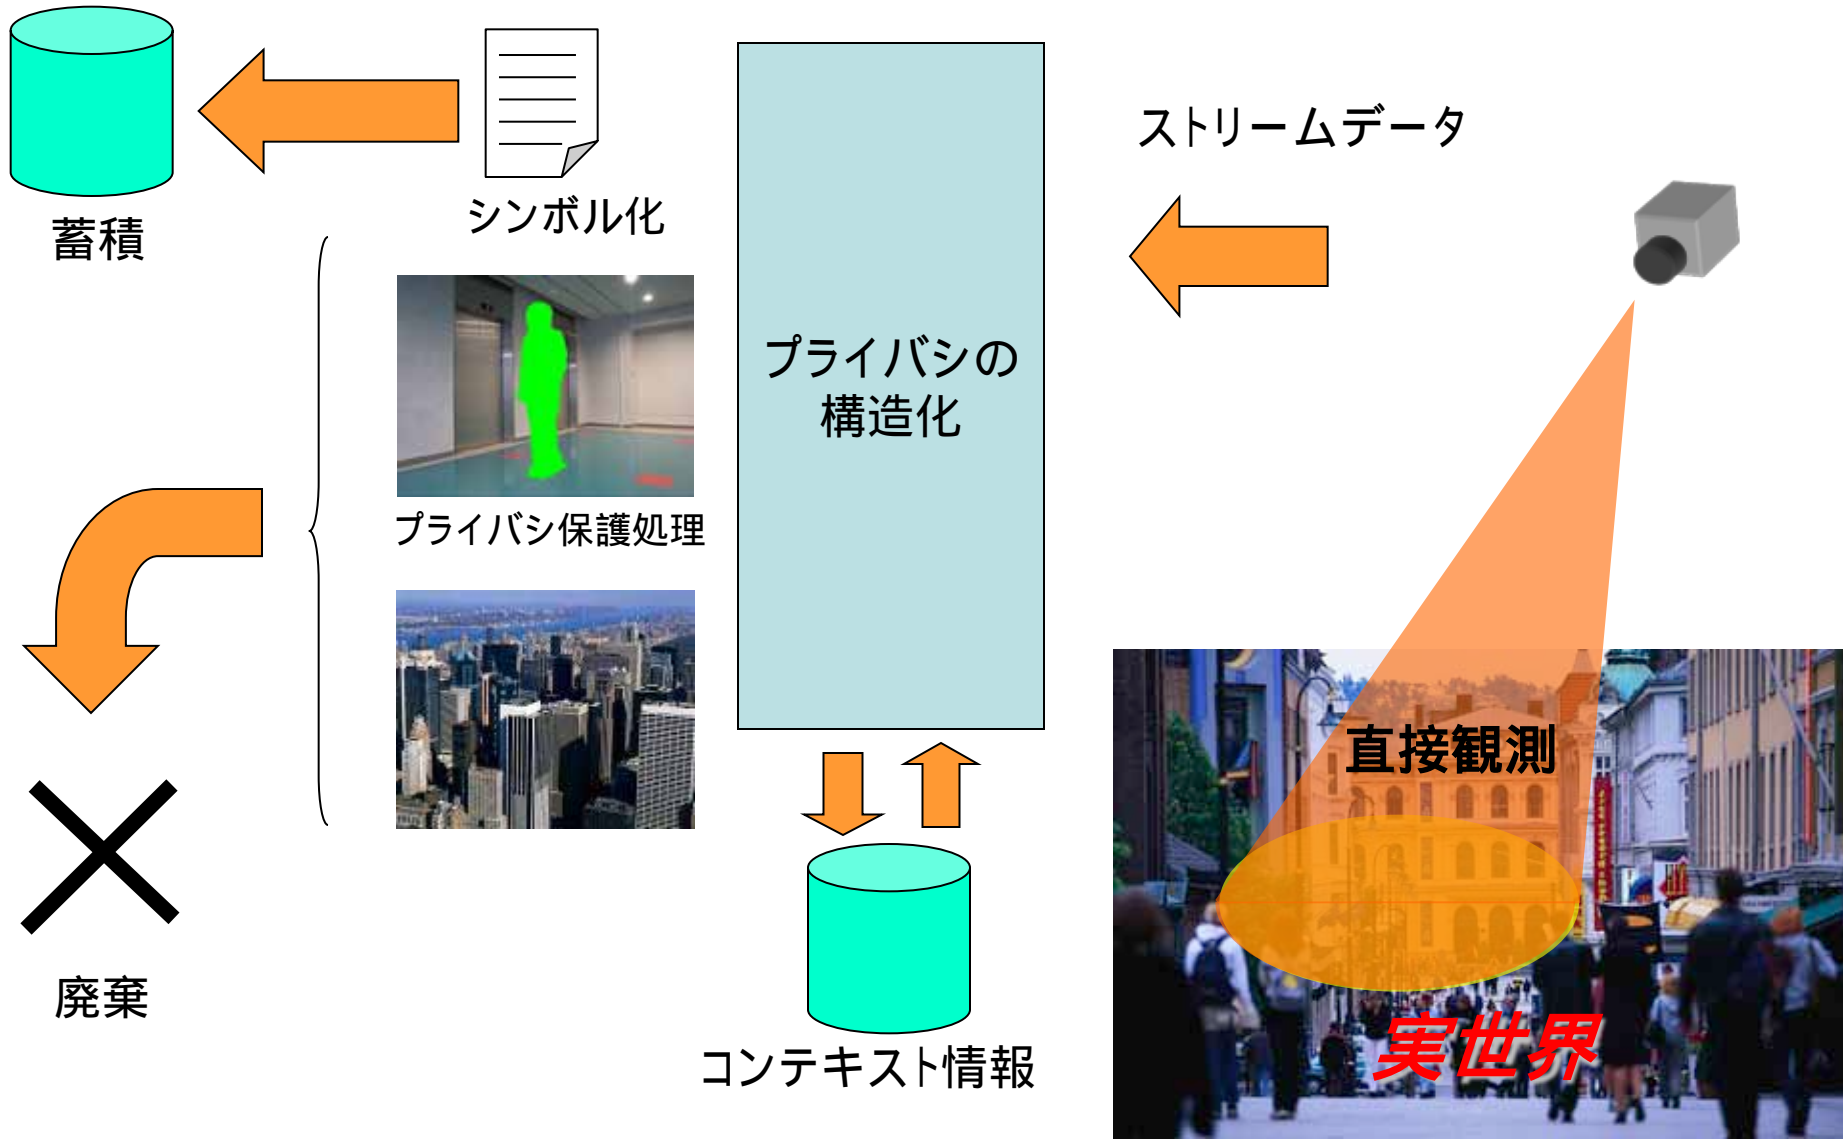 ストリームデータ
シンボル化
蓄積
プライバシの
構造化
プライバシ保護処理
直接観測
廃棄
実世界
コンテキスト情報